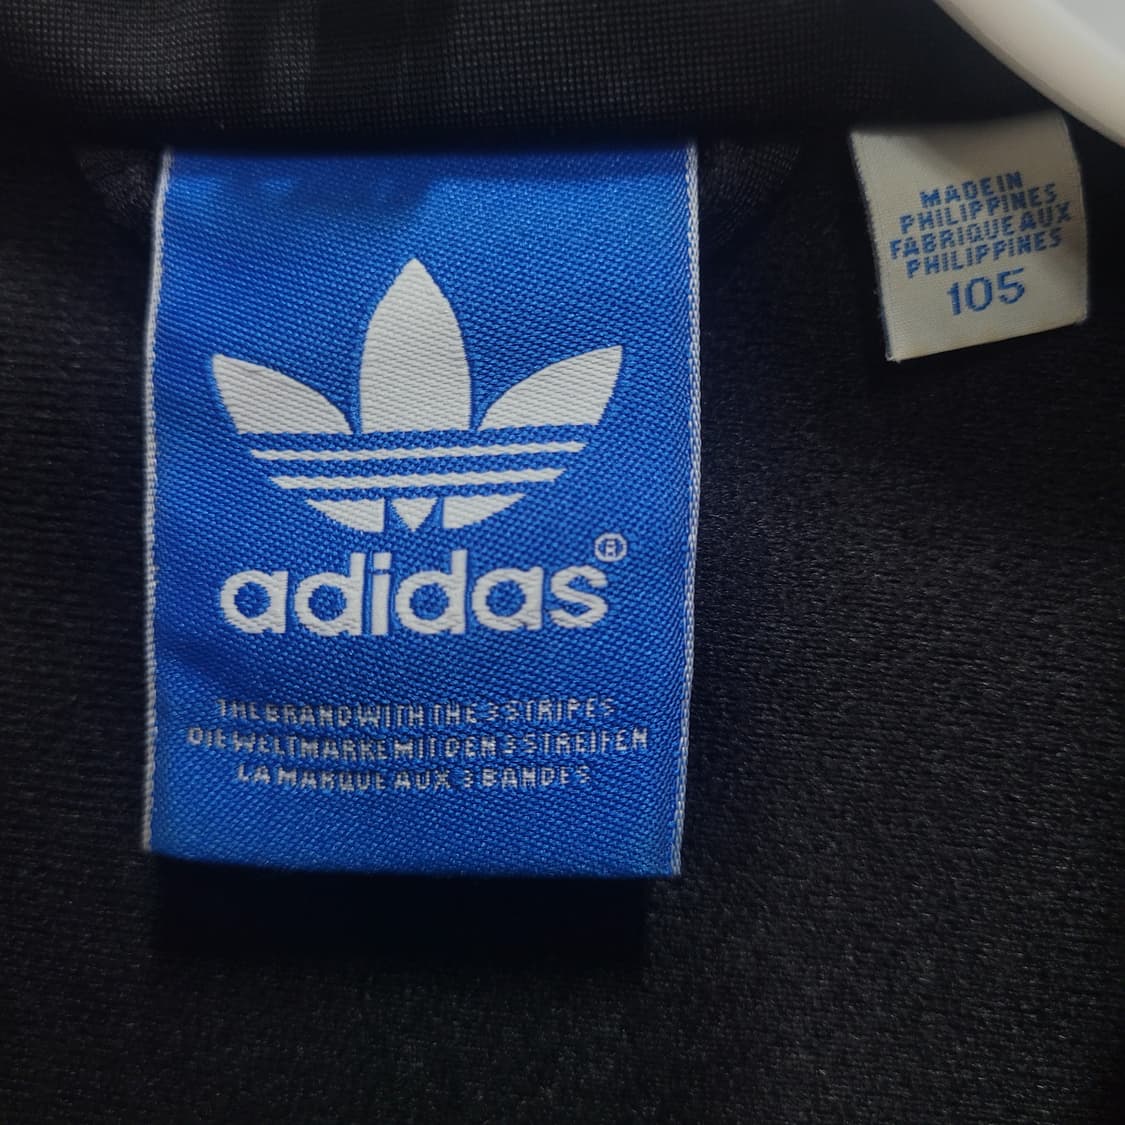 adidas®
THE BRAND WITH THE 3 STRIPES
DIE WELTMARKE MIT DEN 3 STREIFEN
LA MARQUE AUX 3 BANDES
MADE IN
PHILIPPINES
FABRIQUE AUX
PHILIPPINES
105